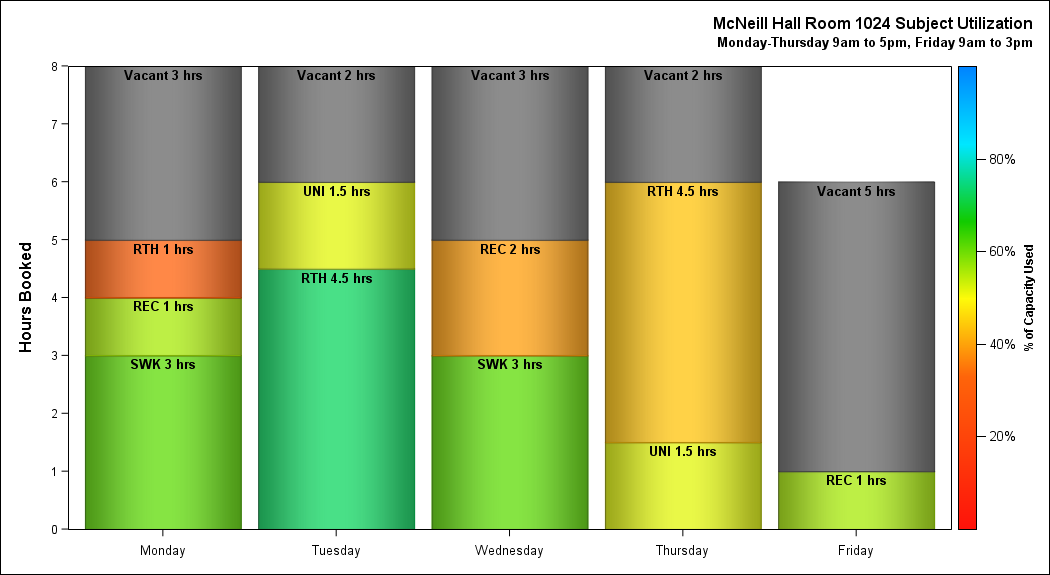 McNeill Hall Room 1024 Subject Utilization
Monday-Thursday 9am to 5pm, Friday 9am to 3pm
Hours Booked
8
7
6
5
4
3
2
1
0
Vacant 3 hrs
RTH 1 hrs
REC 1 hrs
SWK 3 hrs
Vacant 2 hrs
UNI 1.5 hrs
RTH 4.5 hrs
Vacant 3 hrs
REC 2 hrs
SWK 3 hrs
Vacant 2 hrs
RTH 4.5 hrs
UNI 1.5 hrs
Vacant 5 hrs
REC 1 hrs
Monday
Tuesday
Wednesday
Thursday
Friday
80%
60%
40%
20%
% of Capacity Used